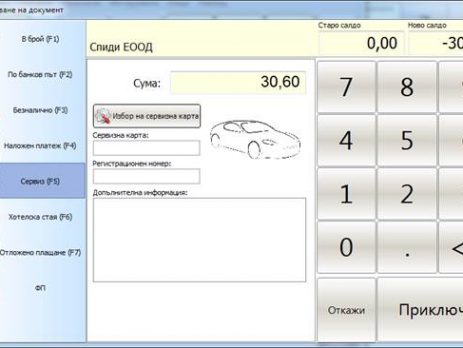 ване на документ
Старо салдо
Ново салдо
В брой (F1)
Спиди ЕООД
0,00
-30
По банков път (F2)
Сума:
30,60
7
8
Безналично (F3)
Избор на сервизна карта
Наложен платеж (F4)
Сервизна карта:
4
5
Регистрационен номер:
Сервиз (F5)
Допълнителна информация:
1
2
Хотелска стая (F6)
Отложено плащане (F7)
0
.
<
ФП
Откажи
Приключ